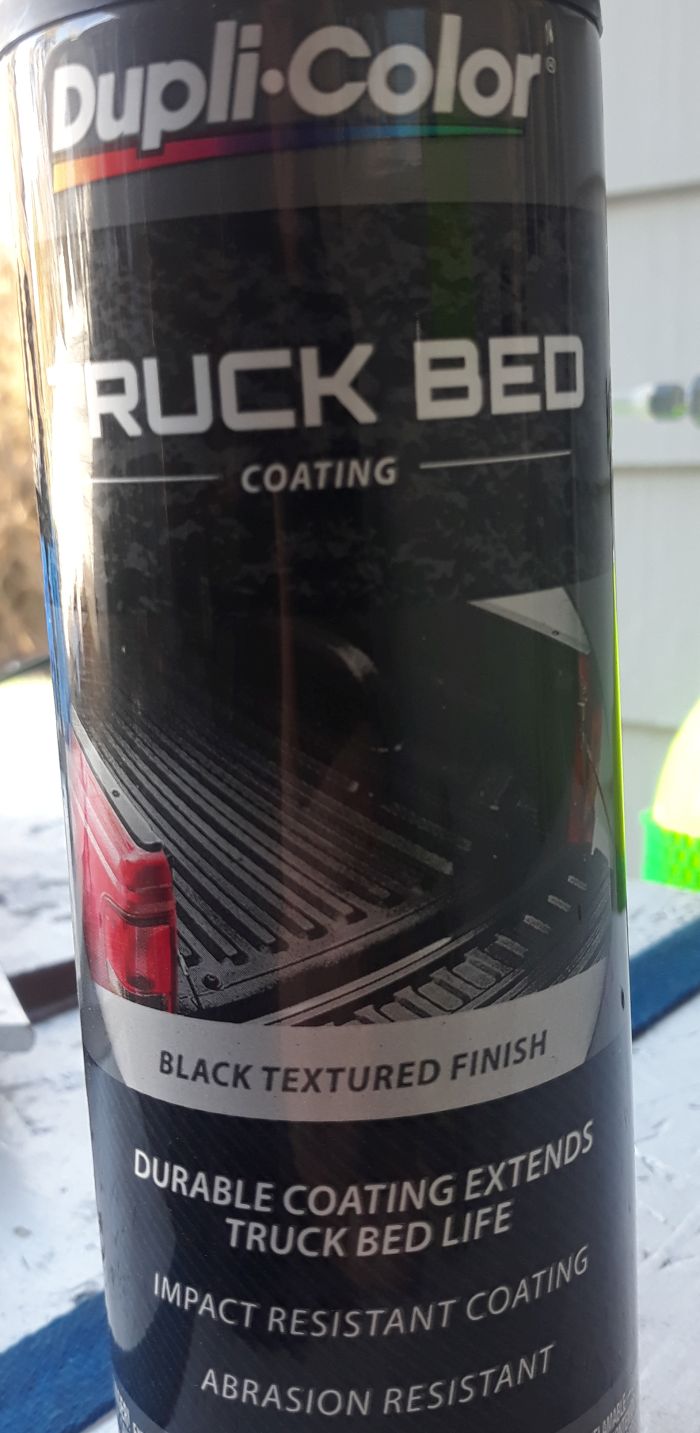 Dupli·Color®
TRUCK BED
COATING
BLACK TEXTURED FINISH
DURABLE COATING EXTENDS
TRUCK BED LIFE
IMPACT RESISTANT COATING
ABRASION RESISTANT